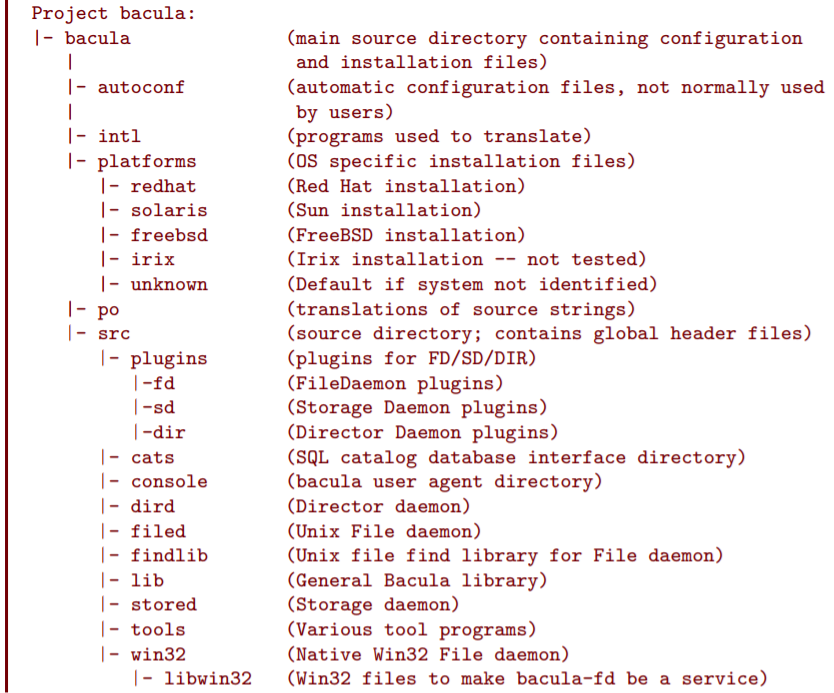 Project bacula:
|- bacula               (main source directory containing configuration
   |                     and installation files)
   |- autoconf          (automatic configuration files, not normally used
   |                     by users)
   |- intl              (programs used to translate)
   |- platforms         (OS specific installation files)
      |- redhat         (Red Hat installation)
      |- solaris        (Sun installation)
      |- freebsd        (FreeBSD installation)
      |- irix           (Irix installation -- not tested)
      |- unknown        (Default if system not identified)
   |- po                (translations of source strings)
   |- src               (source directory; contains global header files)
      |- plugins        (plugins for FD/SD/DIR)
         |-fd           (FileDaemon plugins)
         |-sd           (Storage Daemon plugins)
         |-dir          (Director Daemon plugins)
      |- cats           (SQL catalog database interface directory)
      |- console        (bacula user agent directory)
      |- dird           (Director daemon)
      |- filed          (Unix File daemon)
      |- findlib        (Unix file find library for File daemon)
      |- lib            (General Bacula library)
      |- stored         (Storage daemon)
      |- tools          (Various tool programs)
      |- win32          (Native Win32 File daemon)
         |- libwin32    (Win32 files to make bacula-fd be a service)